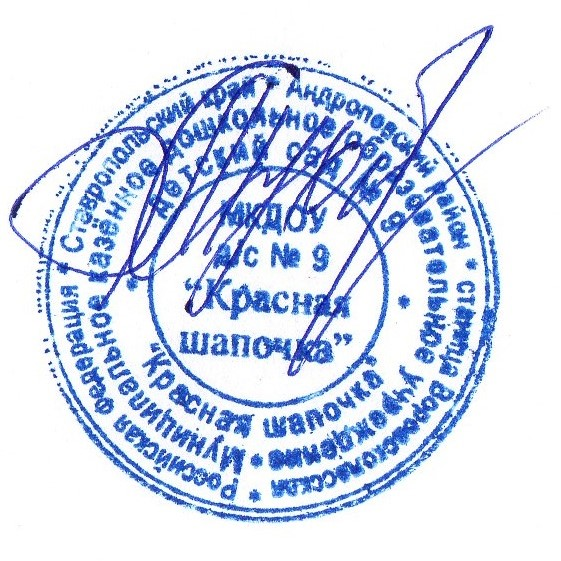 Российская Федерация * Ставропольский край * Андроповский район * станица Воровсколесская *
Муниципальное казённое дошкольное образовательное учреждение *
Детский сад № 9
"Красная шапочка"
МКДОУ
д/с № 9
"Красная
шапочка"